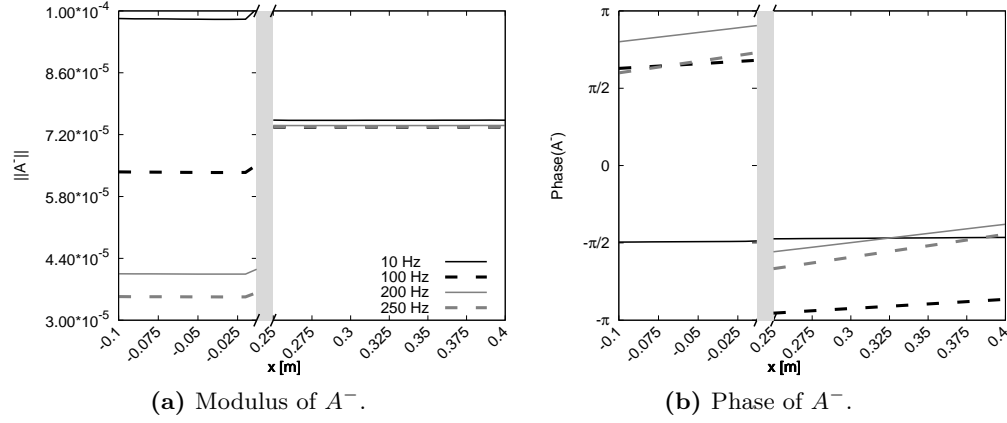 1.00*10⁻⁴
8.60*10⁻⁵
7.20*10⁻⁵
5.80*10⁻⁵
4.40*10⁻⁵
3.00*10⁻⁵
||A⁻||
10 Hz
100 Hz
200 Hz
250 Hz
-0.1 -0.075 -0.05 -0.025 0.25 0.275 0.3 0.325 0.35 0.375 0.4
x [m]
(a) Modulus of A⁻.
π
π/2
0
-π/2
-π
Phase(A⁻)
-0.1 -0.075 -0.05 -0.025 0.25 0.275 0.3 0.325 0.35 0.375 0.4
x [m]
(b) Phase of A⁻.